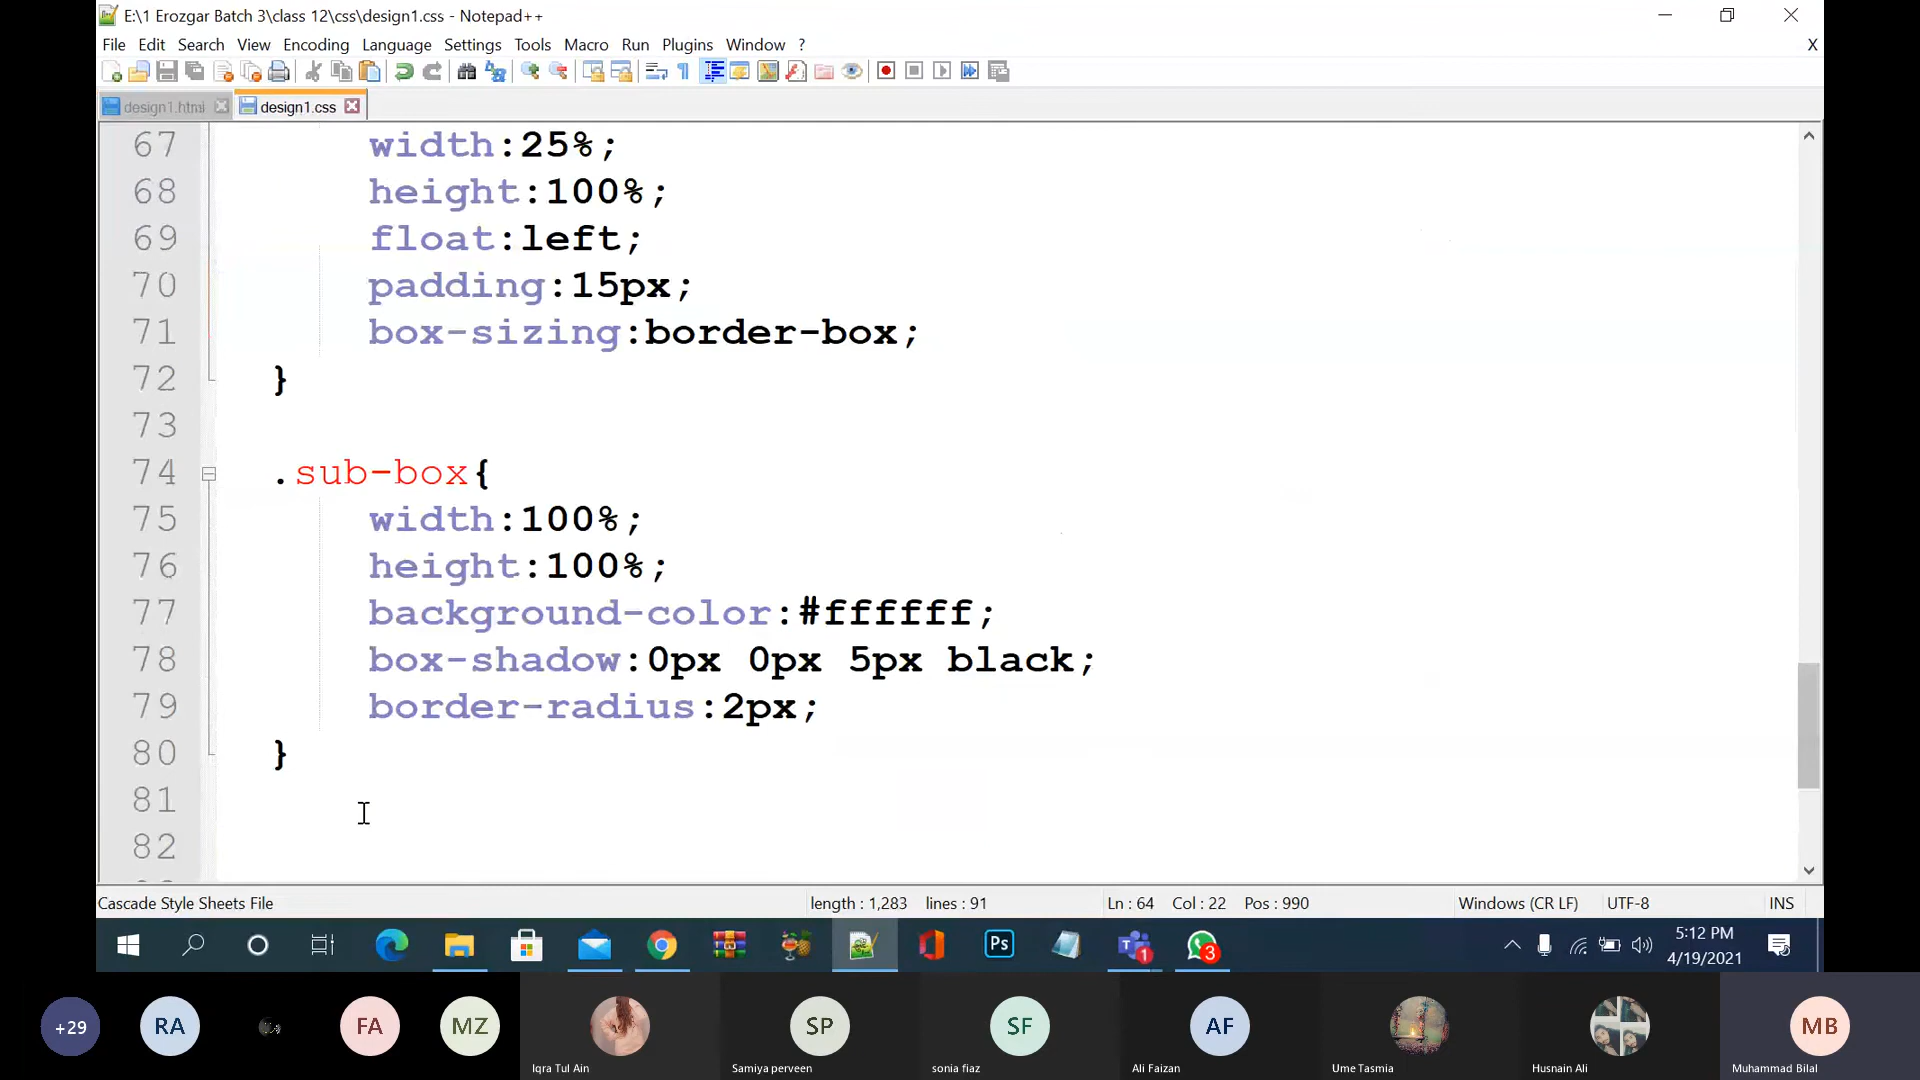 E:\1 Erozgar Batch 3\class 12\css\design1.css - Notepad++
File Edit Search View Encoding Language Settings Tools Macro Run Plugins Window ? X
design1.html design1.css
67 width:25%;
68 height:100%;
69 float:left;
70 padding:15px;
71 box-sizing:border-box;
72 }
73
74 .sub-box{
75 width:100%;
76 height:100%;
77 background-color:#ffffff;
78 box-shadow:0px 0px 5px black;
79 border-radius:2px;
80 }
81
82
Cascade Style Sheets File length : 1,283 lines : 91 Ln : 64 Col : 22 Pos : 990 Windows (CR LF) UTF-8 INS
Ps 1 3 5:12 PM
4/19/2021
+29 RA FA MZ SP SF AF MB
Iqra Tul Ain Samiya perveen sonia fiaz Ali Faizan Ume Tasmia Husnain Ali Muhammad Bilal